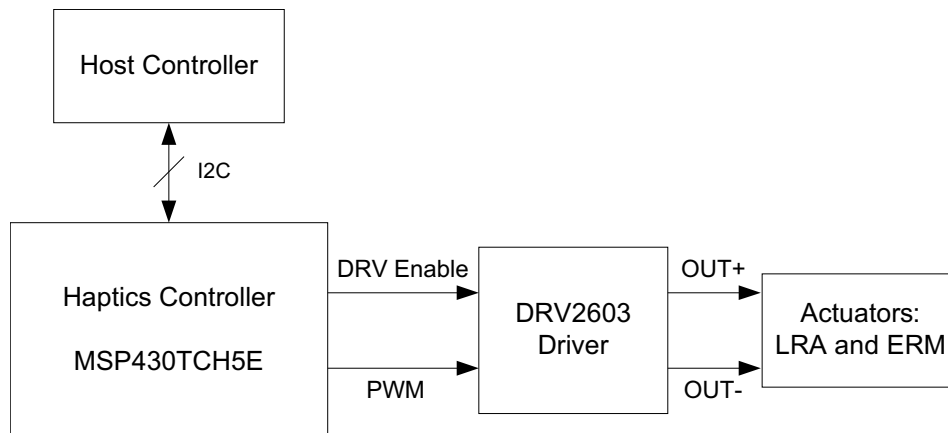 Host Controller
I2C
Haptics Controller
MSP430TCH5E
DRV Enable
PWM
DRV2603
Driver
OUT+
OUT-
Actuators:
LRA and ERM